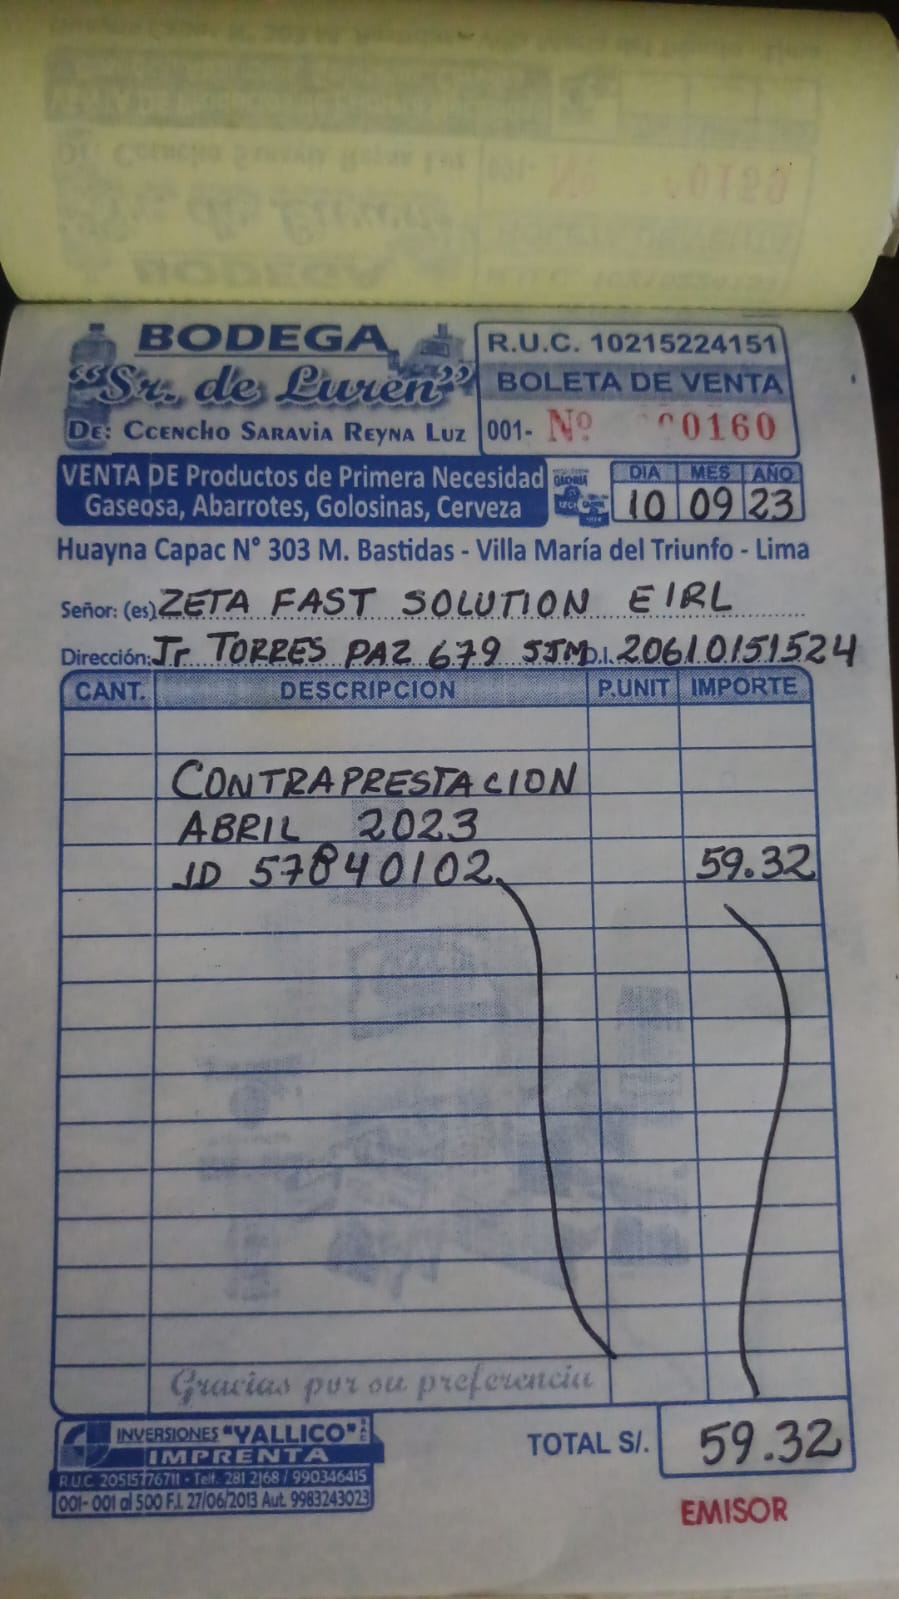 BODEGA
"Sr. de Luren"
DE: CCENCHO SARAVIA REYNA LUZ
R.U.C. 10215224151
BOLETA DE VENTA
001- Nº 000160
VENTA DE Productos de Primera Necesidad
Gaseosa, Abarrotes, Golosinas, Cerveza
GLORIA
DIA MES AÑO
10 09 23
Huayna Capac N° 303 M. Bastidas - Villa María del Triunfo - Lima
Señor: (es) ZETA FAST SOLUTION EIRL
Dirección: Jr TORRES PAZ 679 SJM D.I. 20610151524
CANT. DESCRIPCION P.UNIT IMPORTE
CONTRAPRESTACION
ABRIL 2023
ID 57840102 59.32
Gracias por su preferencia
INVERSIONES "YALLICO"
IMPRENTA
R.U.C. 20515776711 - Telf. 281 2168 / 990346415
001- 001 al 500 F.I. 27/06/2013 Aut. 9983243023
TOTAL S/. 59.32
EMISOR